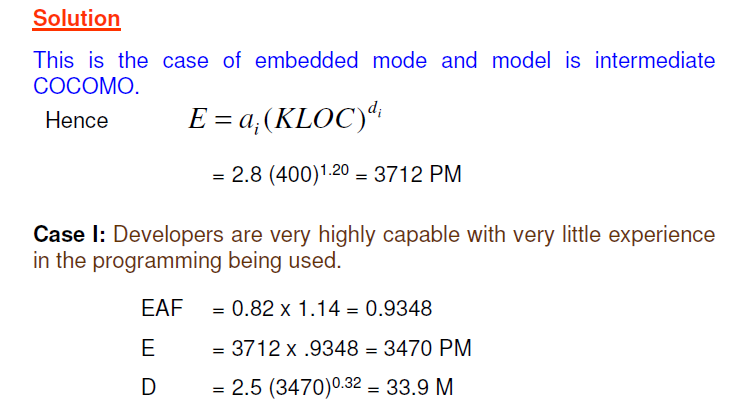 Solution
This is the case of embedded mode and model is intermediate
COCOMO.
Hence E = aᵢ(KLOC)^dᵢ
= 2.8 (400)¹·²⁰ = 3712 PM
Case I: Developers are very highly capable with very little experience
in the programming being used.
EAF = 0.82 x 1.14 = 0.9348
E = 3712 x .9348 = 3470 PM
D = 2.5 (3470)⁰·³² = 33.9 M